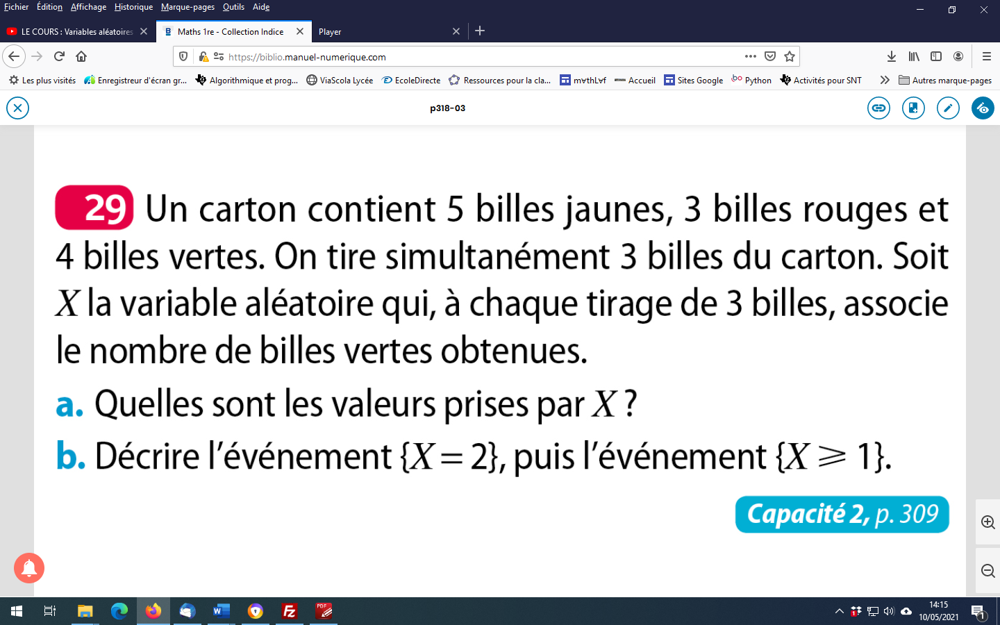 Fichier Édition Affichage Historique Marque-pages Outils Aide
LE COURS : Variables aléatoires
Maths 1re - Collection Indice
Player
https://biblio.manuel-numerique.com
Les plus visités Enregistreur d'écran gr... Algorithmique et prog... ViaScola Lycée EcoleDirecte Ressources pour la cla... m∀thL∀f Accueil Sites Google Python Activités pour SNT Autres marque-pages
p318-03
29 Un carton contient 5 billes jaunes, 3 billes rouges et
4 billes vertes. On tire simultanément 3 billes du carton. Soit
X la variable aléatoire qui, à chaque tirage de 3 billes, associe
le nombre de billes vertes obtenues.
a. Quelles sont les valeurs prises par X ?
b. Décrire l'événement {X = 2}, puis l'événement {X ⩾ 1}.
Capacité 2, p. 309
14:15
10/05/2021